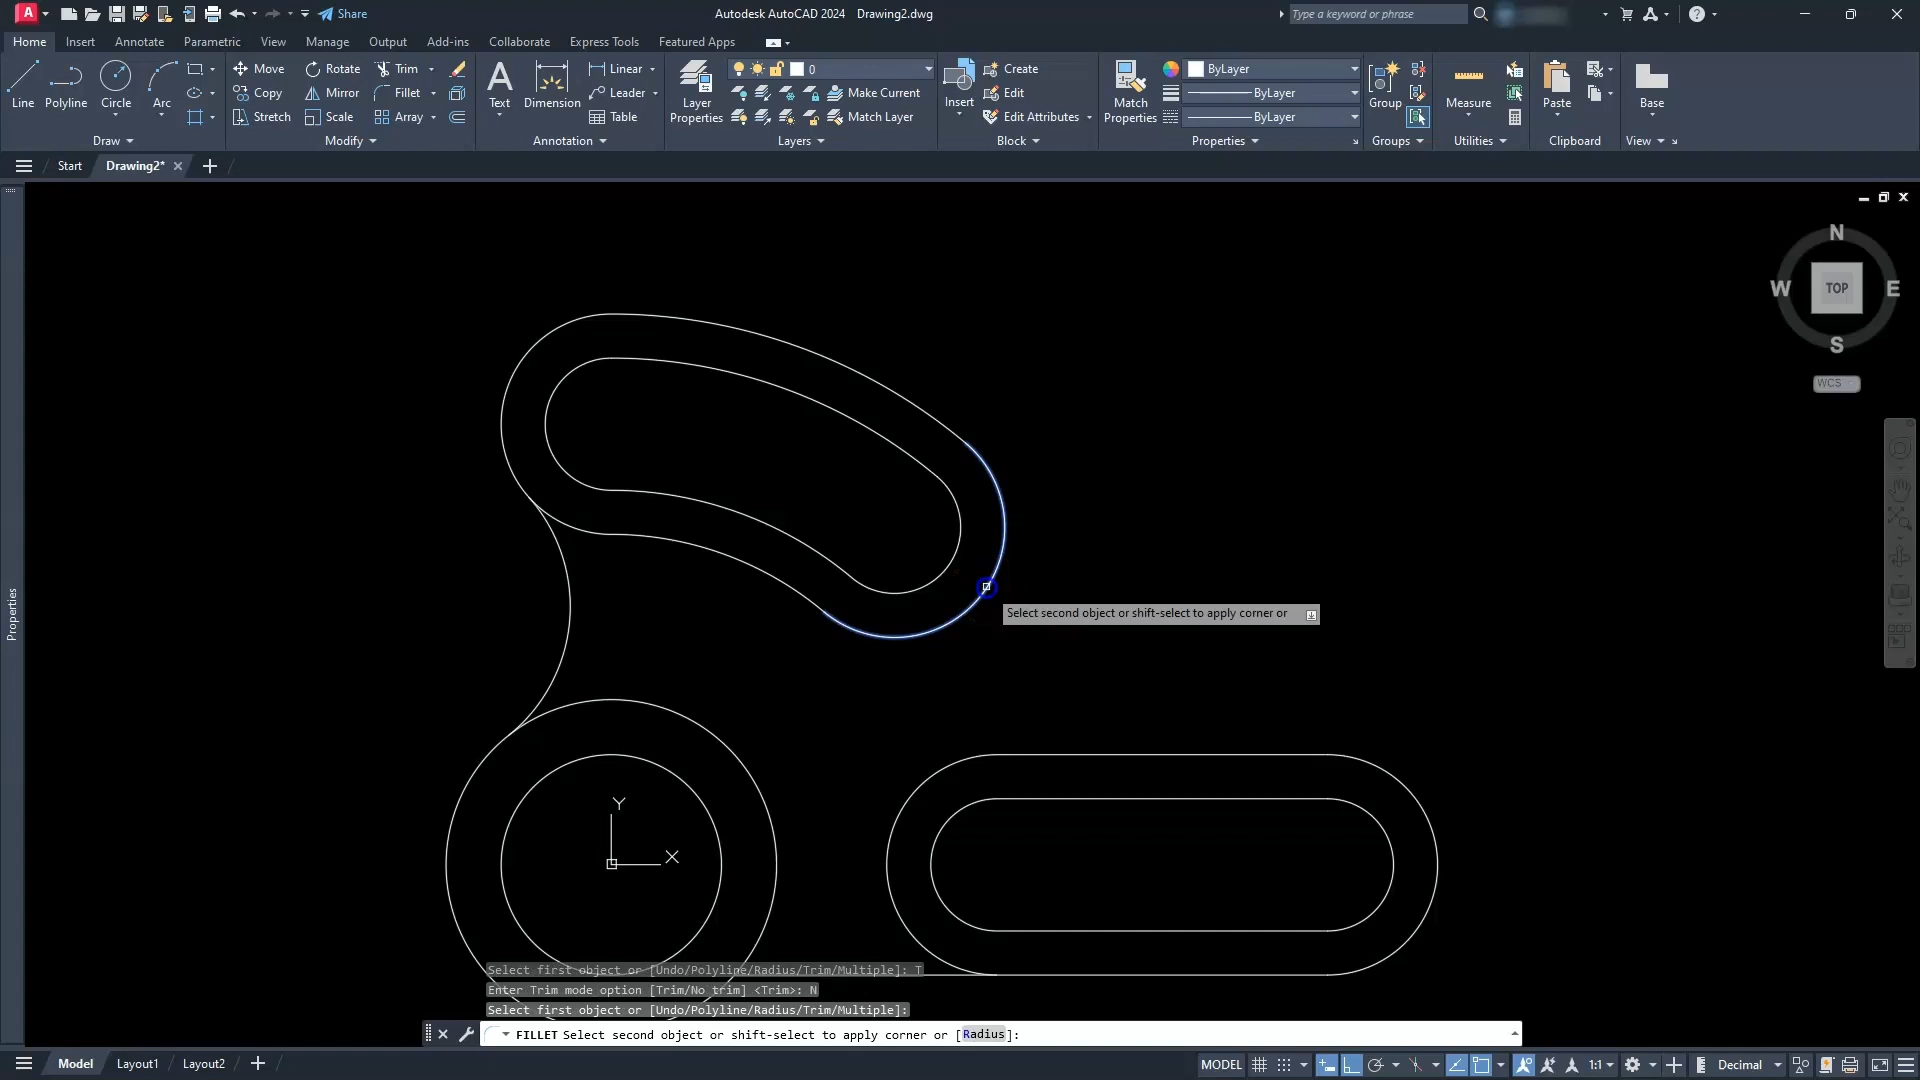 A Share Autodesk AutoCAD 2024 Drawing2.dwg Type a keyword or phrase
Home Insert Annotate Parametric View Manage Output Add-ins Collaborate Express Tools Featured Apps
Line Polyline Circle Arc
Move Rotate Trim
Copy Mirror Fillet
Stretch Scale Array
Text Dimension
Linear
Leader
Table
Layer
Properties
0
Make Current
Match Layer
Insert
Create
Edit
Edit Attributes
Match
Properties
ByLayer
ByLayer
ByLayer
Group
Measure
Paste
Base
Draw Modify Annotation Layers Block Properties Groups Utilities Clipboard View
Start Drawing2*
N
W TOP E
S
WCS
Properties
Select second object or shift-select to apply corner or
Y
X
Select first object or [Undo/Polyline/Radius/Trim/Multiple]: T
Enter Trim mode option [Trim/No trim] <Trim>: N
Select first object or [Undo/Polyline/Radius/Trim/Multiple]:
FILLET Select second object or shift-select to apply corner or [Radius]:
Model Layout1 Layout2 MODEL 1:1 Decimal